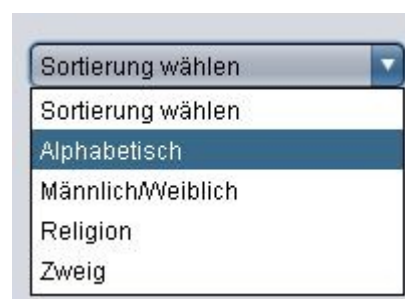 Sortierung wählen
Sortierung wählen
Alphabetisch
Männlich/Weiblich
Religion
Zweig